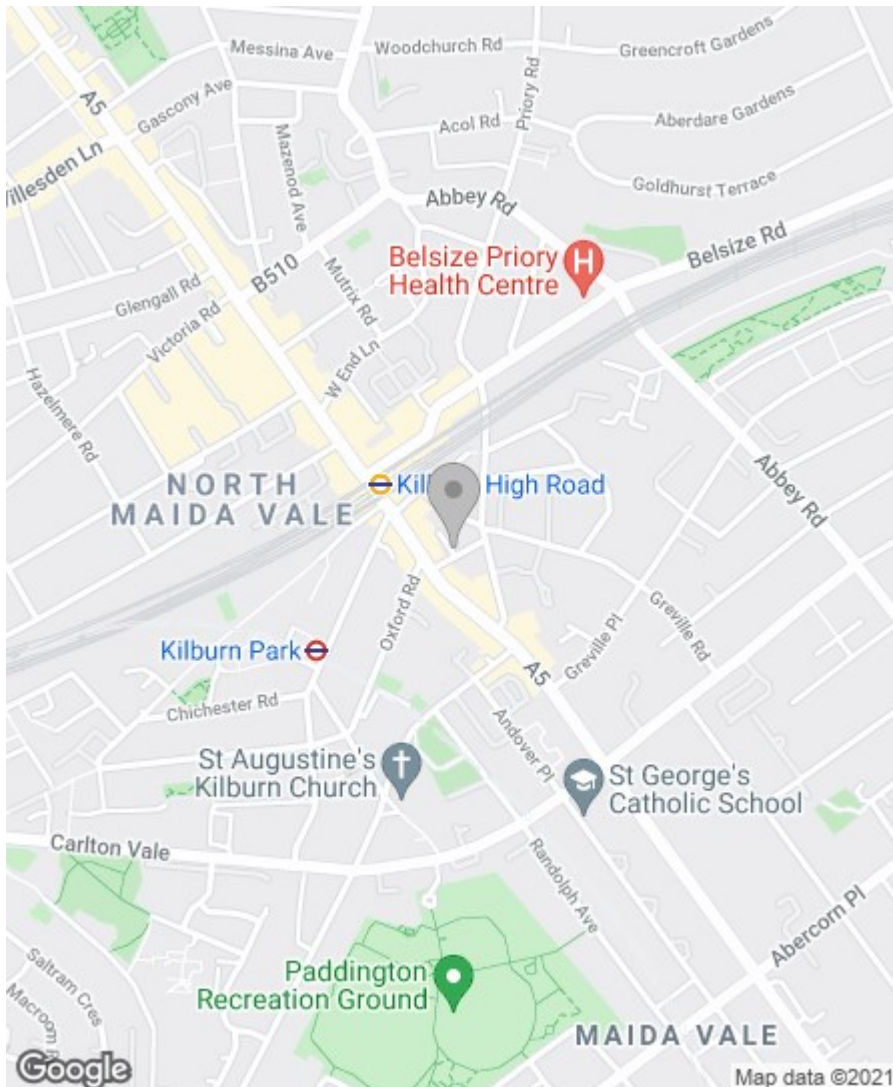 Messina Ave
Woodchurch Rd
Greencroft Gardens
A5
Gascony Ave
Priory Rd
Acol Rd
Aberdare Gardens
Mazenod Ave
Willesden Ln
Goldhurst Terrace
Abbey Rd
Belsize Rd
Belsize Priory
Health Centre
H
B510
Mutrix Rd
Glengall Rd
Victoria Rd
W End Ln
Hazelmere Rd
Abbey Rd
NORTH
MAIDA VALE
High Road
Oxford Rd
Greville Rd
Greville Pl
Kilburn Park
A5
Chichester Rd
Andover Pl
St Augustine's
Kilburn Church
St George's
Catholic School
Carlton Vale
Randolph Ave
Abercorn Pl
Saltram Cres
Paddington
Recreation Ground
MAIDA VALE
Google
Map data ©2021